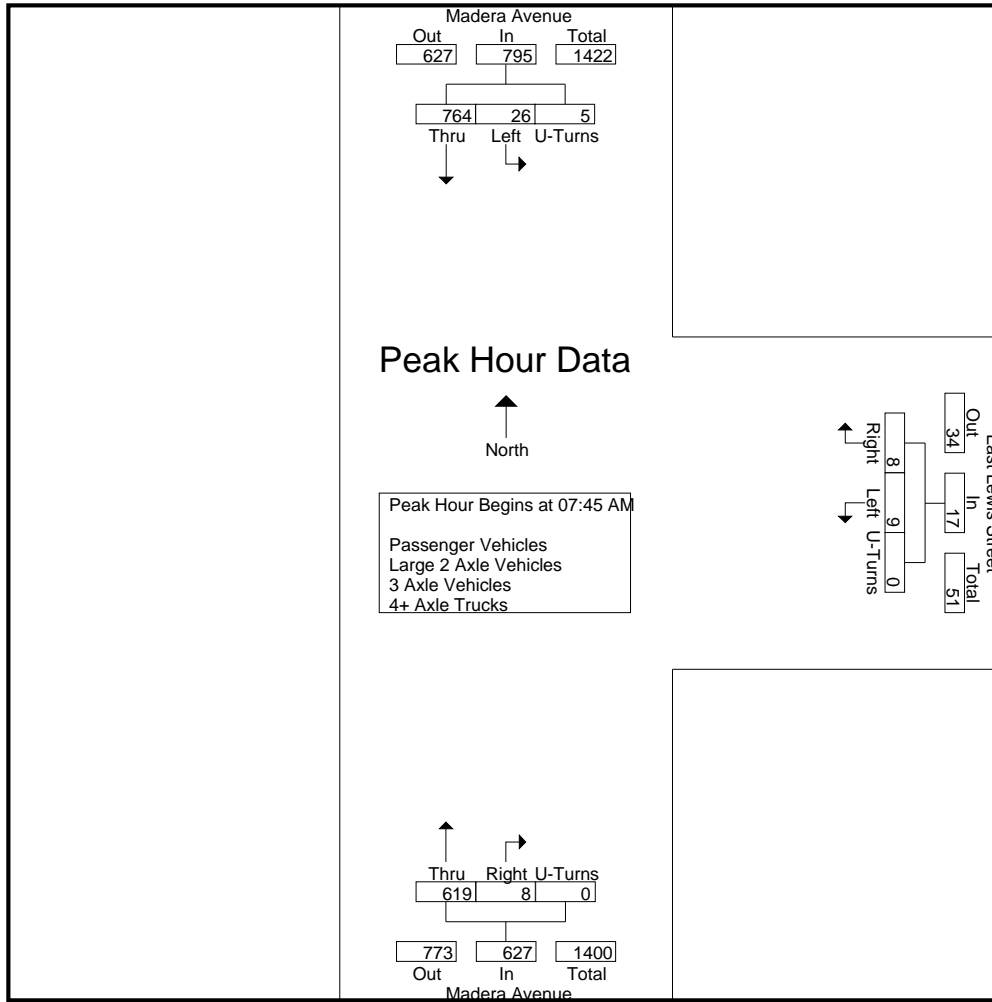 Madera Avenue
Out In Total
627 795 1422
764 26 5
Thru Left U-Turns
Peak Hour Data
North
Peak Hour Begins at 07:45 AM
Passenger Vehicles
Large 2 Axle Vehicles
3 Axle Vehicles
4+ Axle Trucks
East Lewis Street
Out In Total
34 17 51
8 9 0
Right Left U-Turns
Thru Right U-Turns
619 8 0
773 627 1400
Out In Total
Madera Avenue